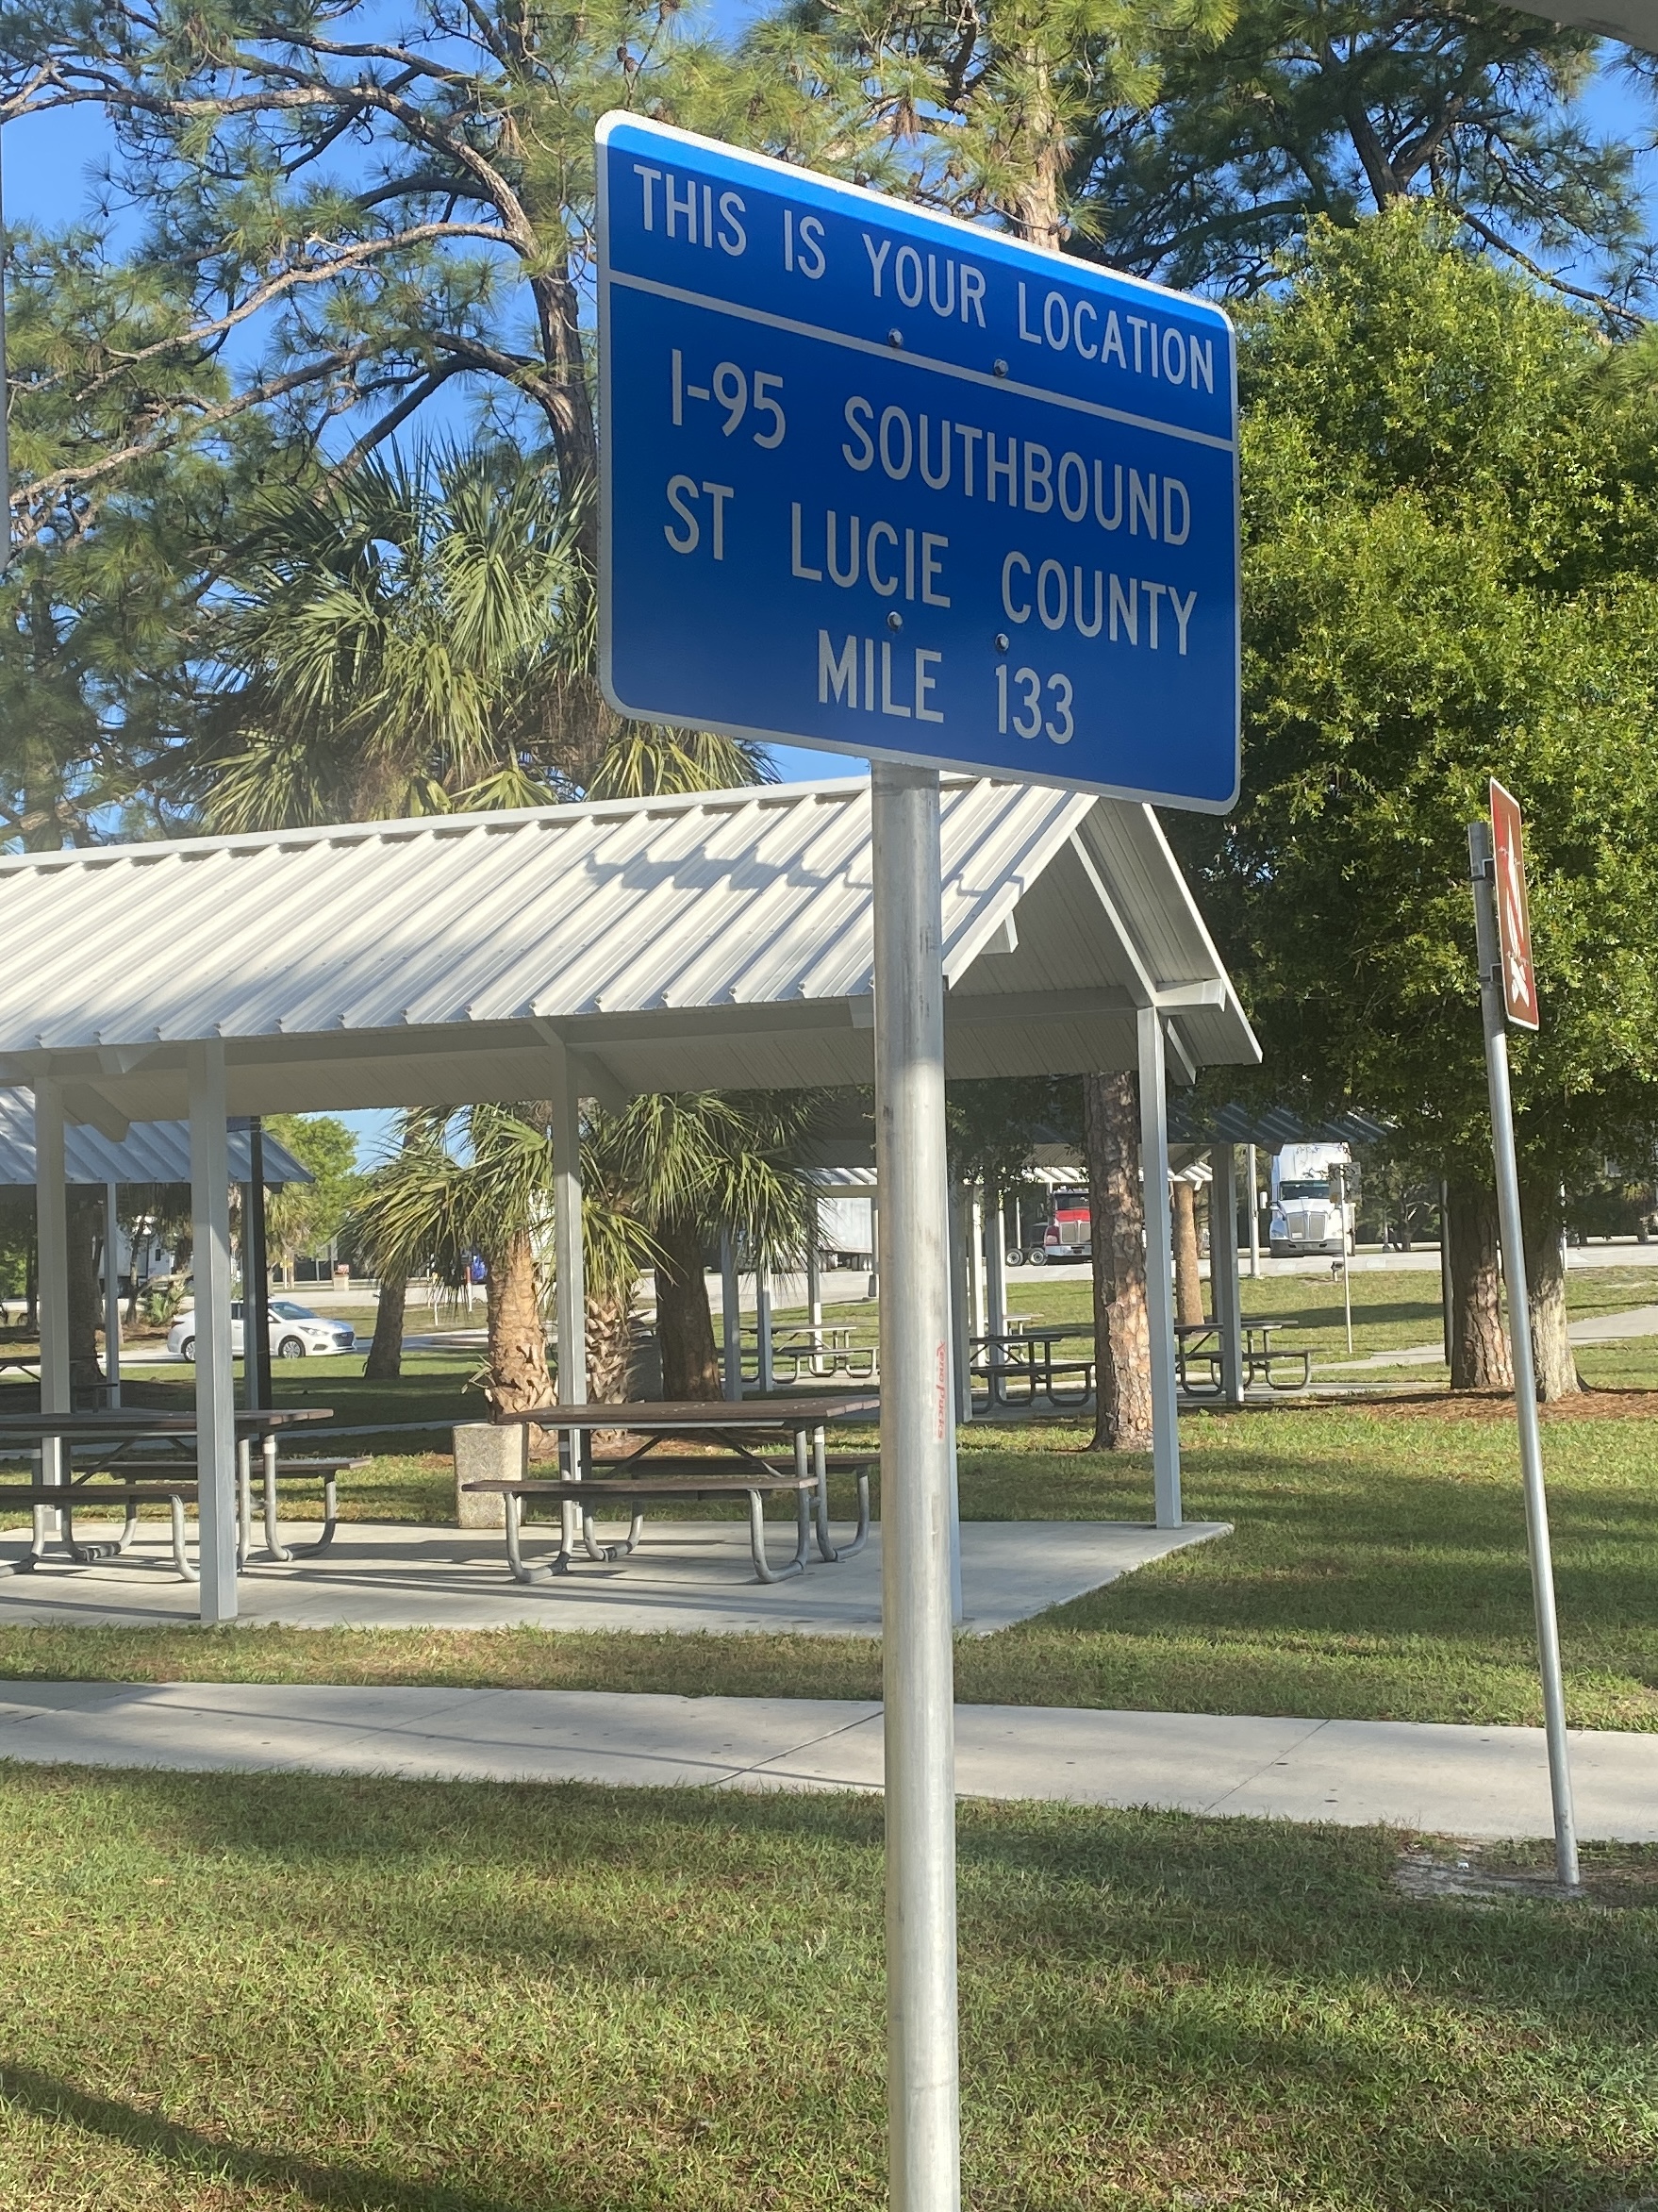 THIS IS YOUR LOCATION
I-95 SOUTHBOUND
ST LUCIE COUNTY
MILE 133